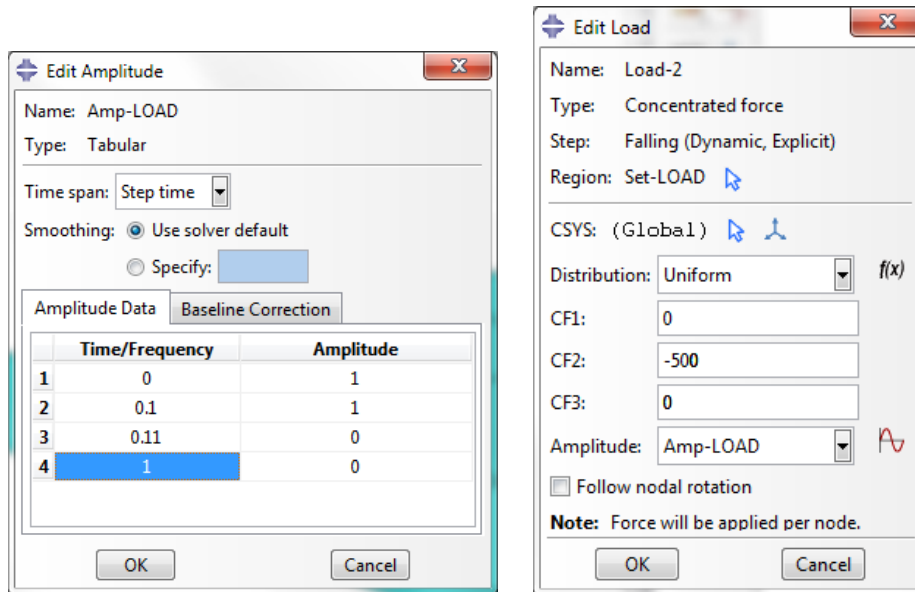 Edit Amplitude
Name: Amp-LOAD
Type: Tabular
Time span: Step time
Smoothing: Use solver default
Specify:
Amplitude Data Baseline Correction
Time/Frequency Amplitude
1 0 1
2 0.1 1
3 0.11 0
4 1 0
OK Cancel
Edit Load
Name: Load-2
Type: Concentrated force
Step: Falling (Dynamic, Explicit)
Region: Set-LOAD
CSYS: (Global)
Distribution: Uniform f(x)
CF1: 0
CF2: -500
CF3: 0
Amplitude: Amp-LOAD
Follow nodal rotation
Note: Force will be applied per node.
OK Cancel